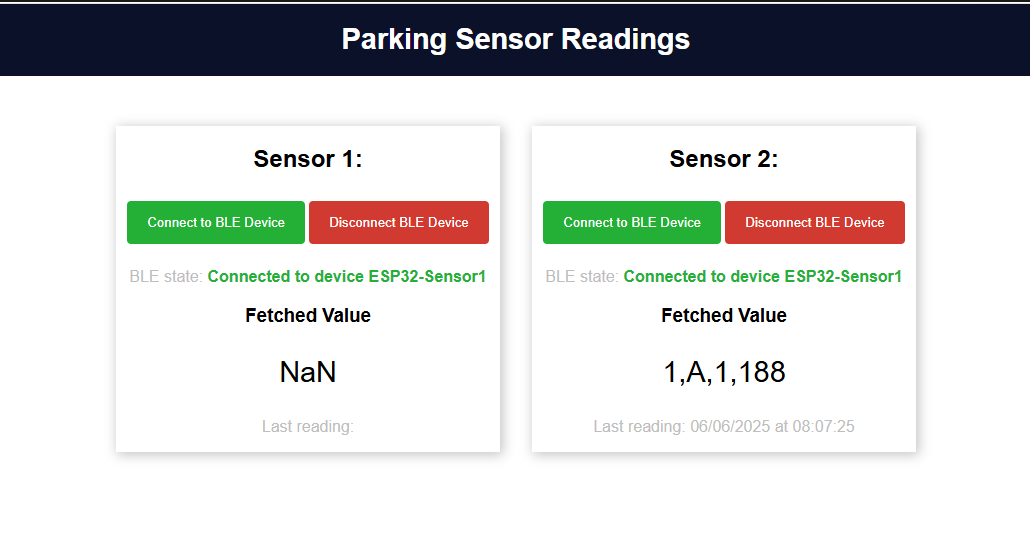 Parking Sensor Readings
Sensor 1:
Connect to BLE Device Disconnect BLE Device
BLE state: Connected to device ESP32-Sensor1
Fetched Value
NaN
Last reading:
Sensor 2:
Connect to BLE Device Disconnect BLE Device
BLE state: Connected to device ESP32-Sensor1
Fetched Value
1,A,1,188
Last reading: 06/06/2025 at 08:07:25